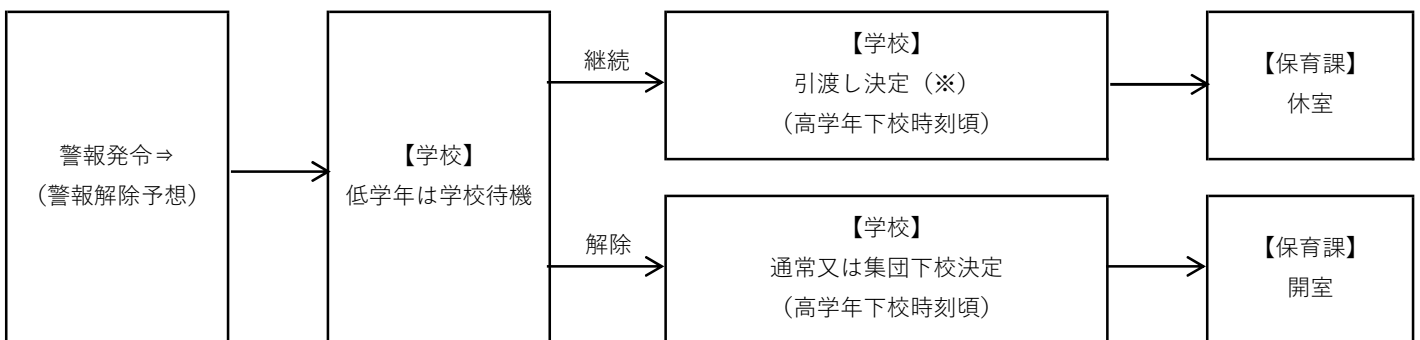 警報発令⇒
（警報解除予想）
【学校】
低学年は学校待機
継続
【学校】
引渡し決定（※）
（高学年下校時刻頃）
【保育課】
休室
解除
【学校】
通常又は集団下校決定
（高学年下校時刻頃）
【保育課】
開室